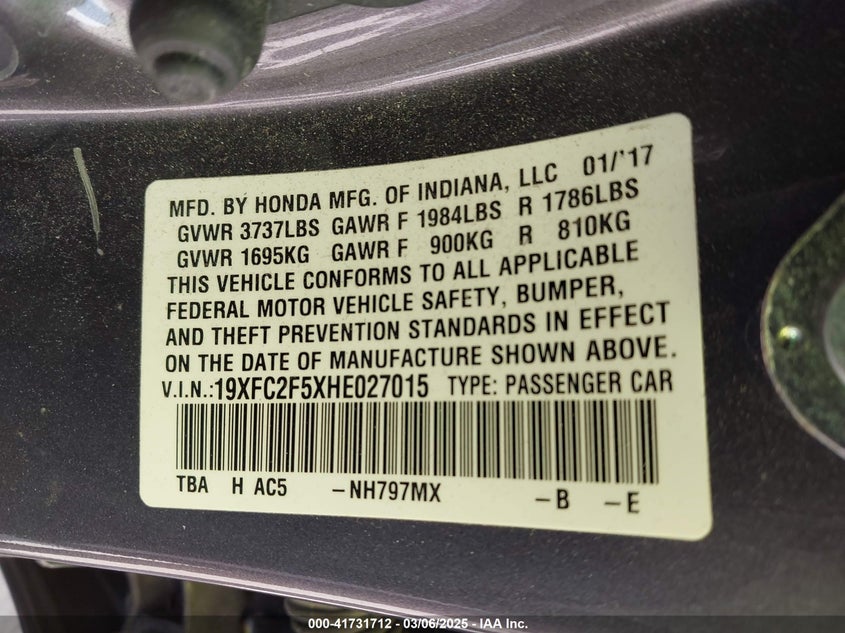 MFD. BY HONDA MFG. OF INDIANA, LLC 01/'17
GVWR 3737LBS GAWR F 1984LBS R 1786LBS
GVWR 1695KG GAWR F 900KG R 810KG
THIS VEHICLE CONFORMS TO ALL APPLICABLE
FEDERAL MOTOR VEHICLE SAFETY, BUMPER,
AND THEFT PREVENTION STANDARDS IN EFFECT
ON THE DATE OF MANUFACTURE SHOWN ABOVE.
V.I.N.:19XFC2F5XHE027015 TYPE: PASSENGER CAR
TBA H AC5 -NH797MX -B -E
000-41731712 - 03/06/2025 - IAA Inc.